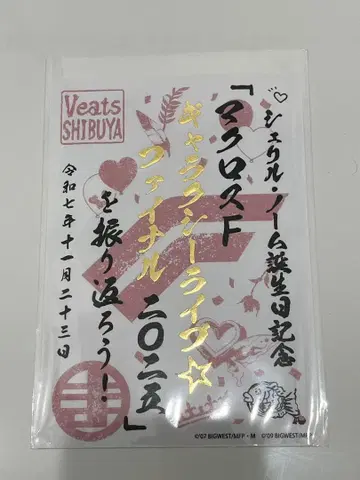 Veats
SHIBUYA
♡シェリル・ノーム誕生日記念
「マクロスF
ギャラクシーライブ☆
ファイナル二〇二五」
を振り返ろう！
令和七年十一月二十三日
©'07 BIGWEST/MFP・M ©'09 BIGWEST/MF